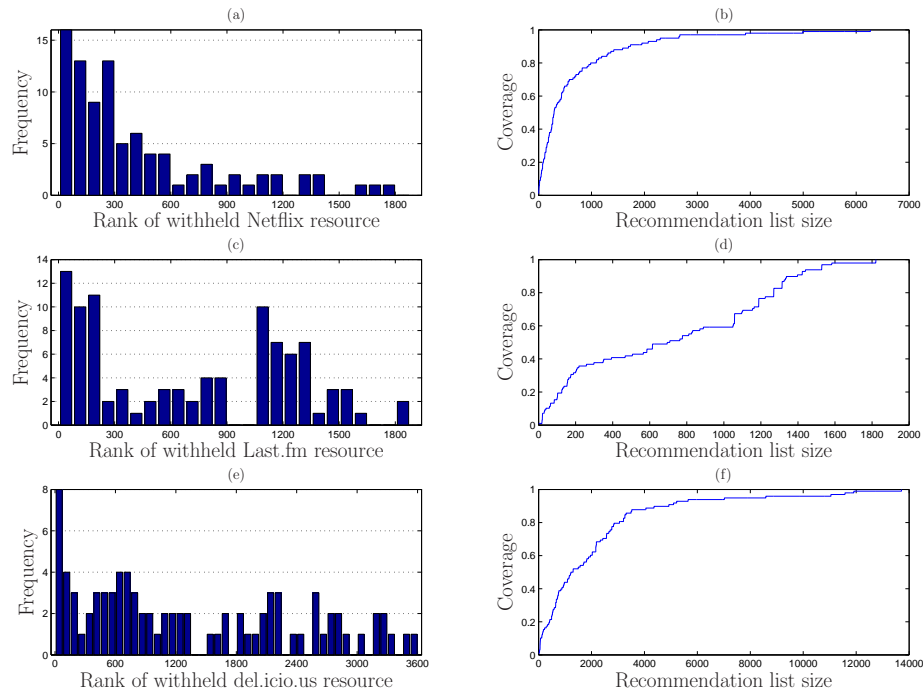 (a)
15
10
5
0
Frequency
0 300 600 900 1200 1500 1800
Rank of withheld Netflix resource
(b)
1
0.8
0.6
0.4
0.2
0
Coverage
0 1000 2000 3000 4000 5000 6000 7000
Recommendation list size
(c)
14
12
10
8
6
4
2
0
Frequency
0 300 600 900 1200 1500 1800
Rank of withheld Last.fm resource
(d)
1
0.8
0.6
0.4
0.2
0
Coverage
0 200 400 600 800 1000 1200 1400 1600 1800 2000
Recommendation list size
(e)
8
6
4
2
0
Frequency
0 600 1200 1800 2400 3000 3600
Rank of withheld del.icio.us resource
(f)
1
0.8
0.6
0.4
0.2
0
Coverage
0 2000 4000 6000 8000 10000 12000 14000
Recommendation list size